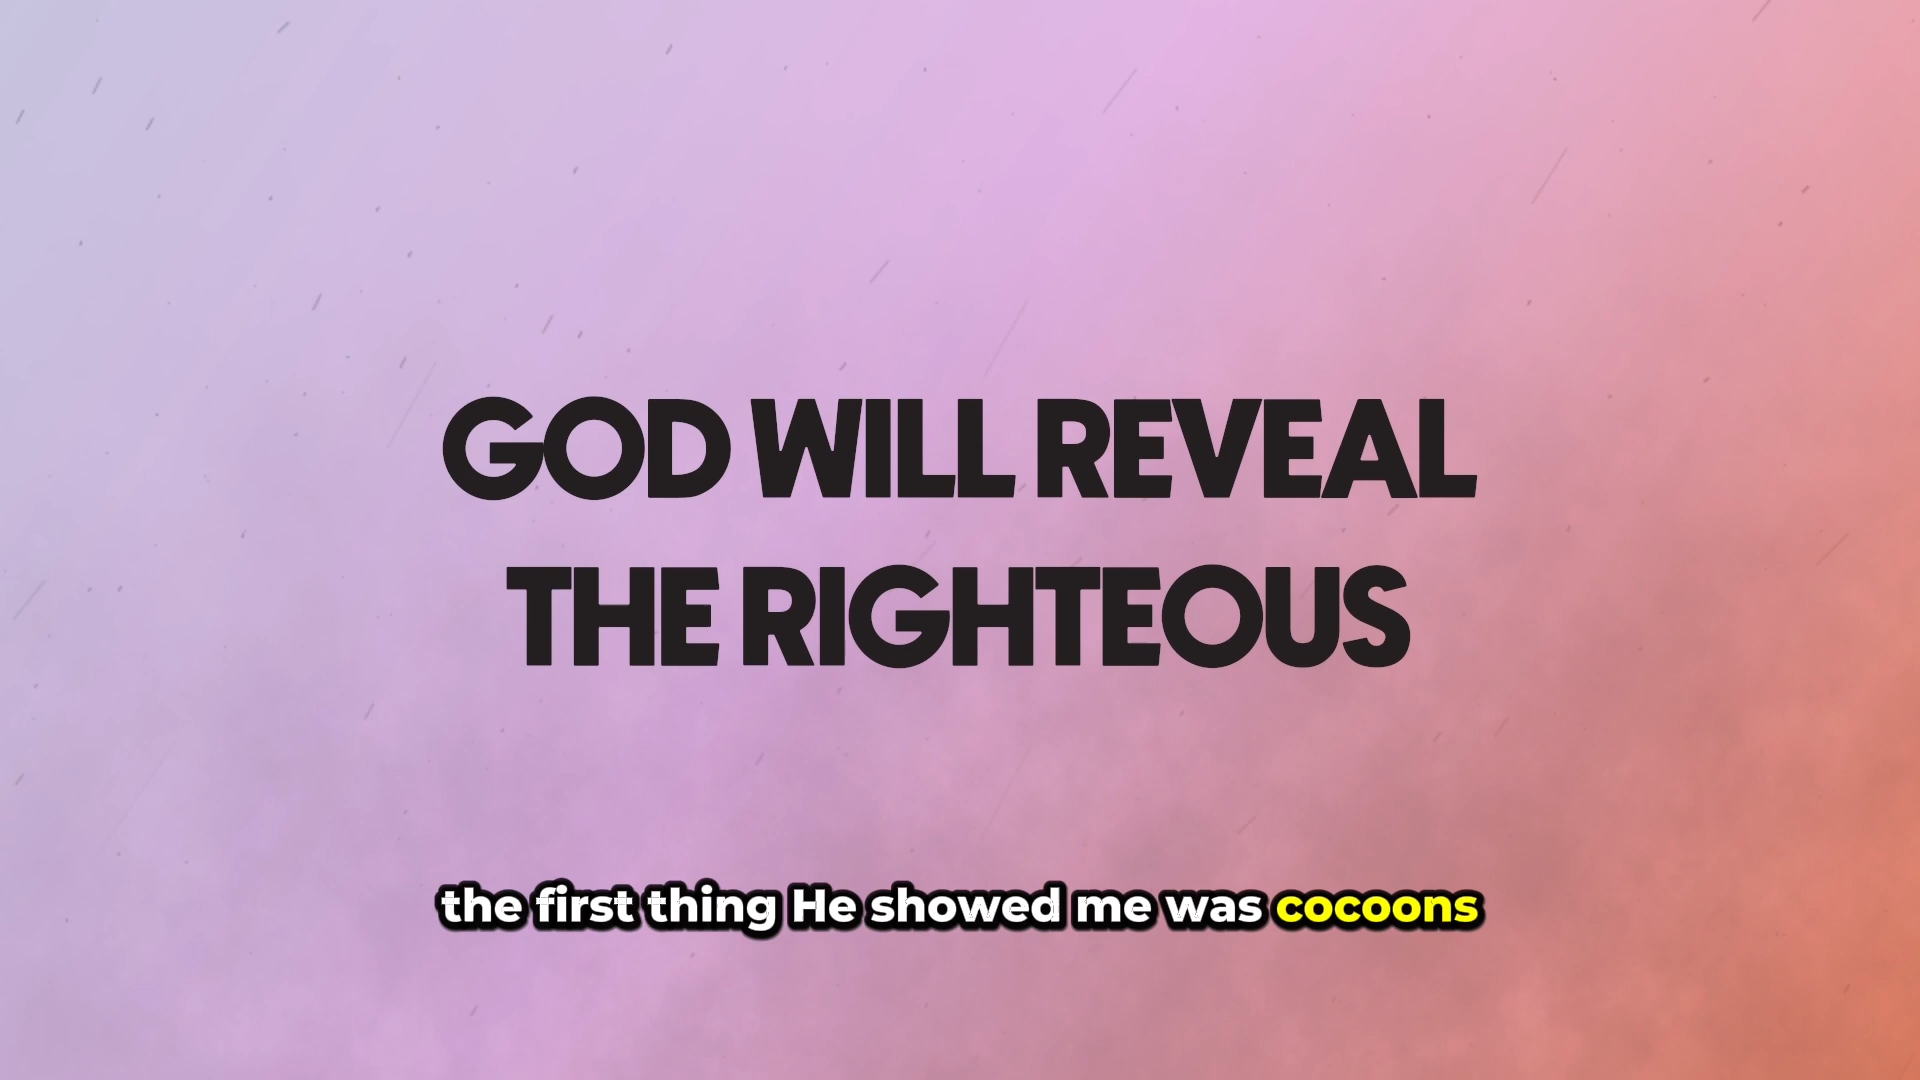 GOD WILL REVEAL
THE RIGHTEOUS
the first thing He showed me was cocoons